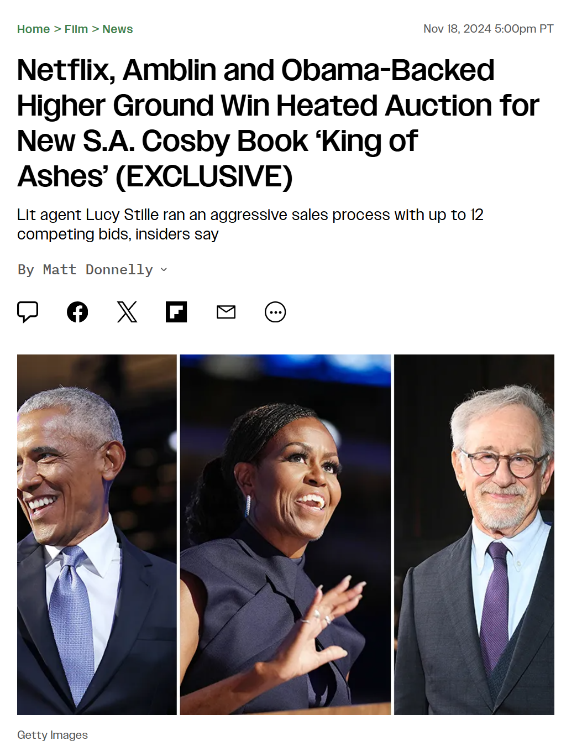 Home > Film > News
Nov 18, 2024 5:00pm PT
Netflix, Amblin and Obama-Backed
Higher Ground Win Heated Auction for
New S.A. Cosby Book ‘King of
Ashes’ (EXCLUSIVE)
Lit agent Lucy Stille ran an aggressive sales process with up to 12
competing bids, insiders say
By Matt Donnelly
Getty Images